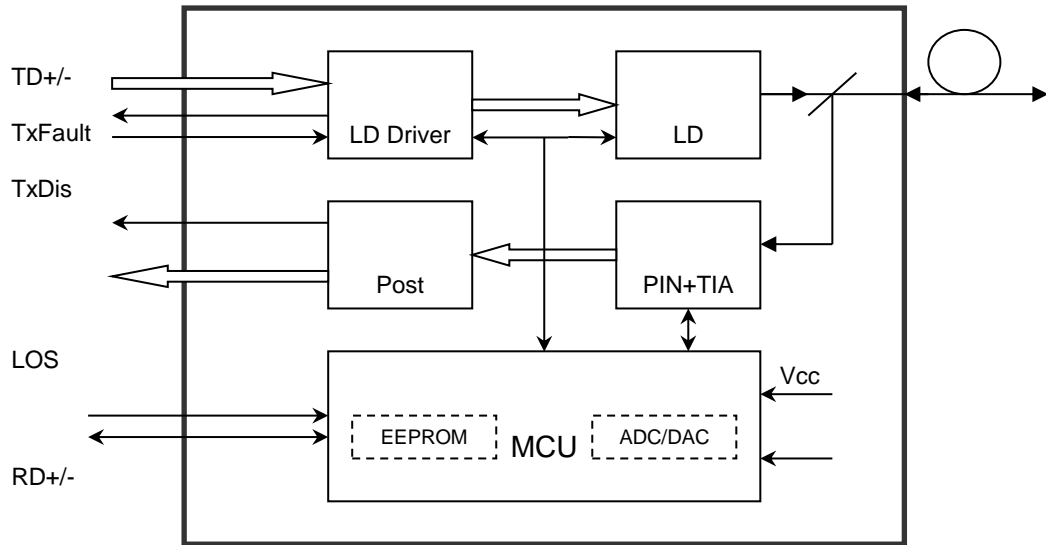 TD+/-
TxFault
TxDis
LOS
RD+/-
LD Driver
LD
Post
PIN+TIA
Vcc
EEPROM
MCU
ADC/DAC